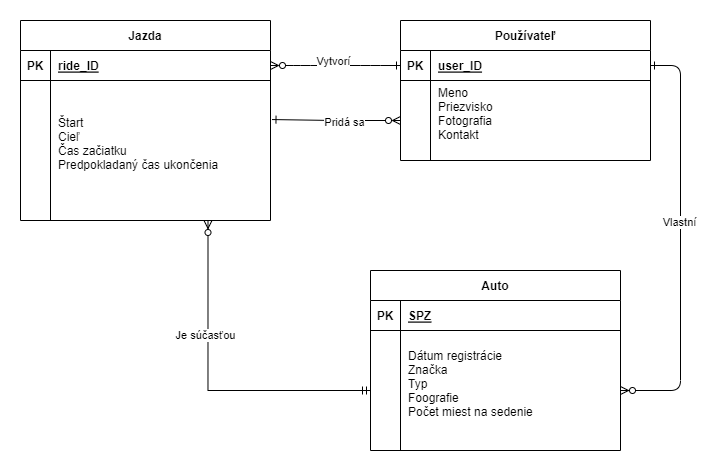 Jazda
PK ride_ID
Štart
Cieľ
Čas začiatku
Predpokladaný čas ukončenia
Vytvorí
Pridá sa
Používateľ
PK user_ID
Meno
Priezvisko
Fotografia
Kontakt
Vlastní
Je súčasťou
Auto
PK SPZ
Dátum registrácie
Značka
Typ
Foografie
Počet miest na sedenie